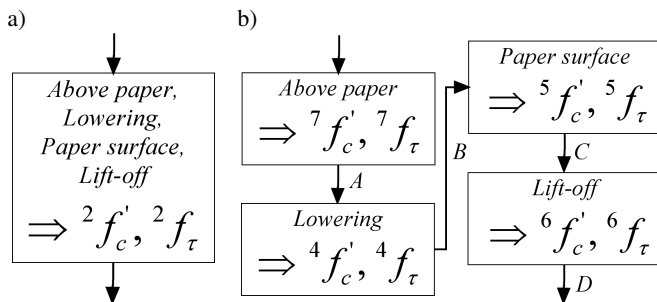 a)
Above paper,
Lowering,
Paper surface,
Lift-off
⇒ ²f'c, ²fτ
b)
Above paper
⇒ ⁷f'c, ⁷fτ
A
Lowering
⇒ ⁴f'c, ⁴fτ
B
Paper surface
⇒ ⁵f'c, ⁵fτ
C
Lift-off
⇒ ⁶f'c, ⁶fτ
D